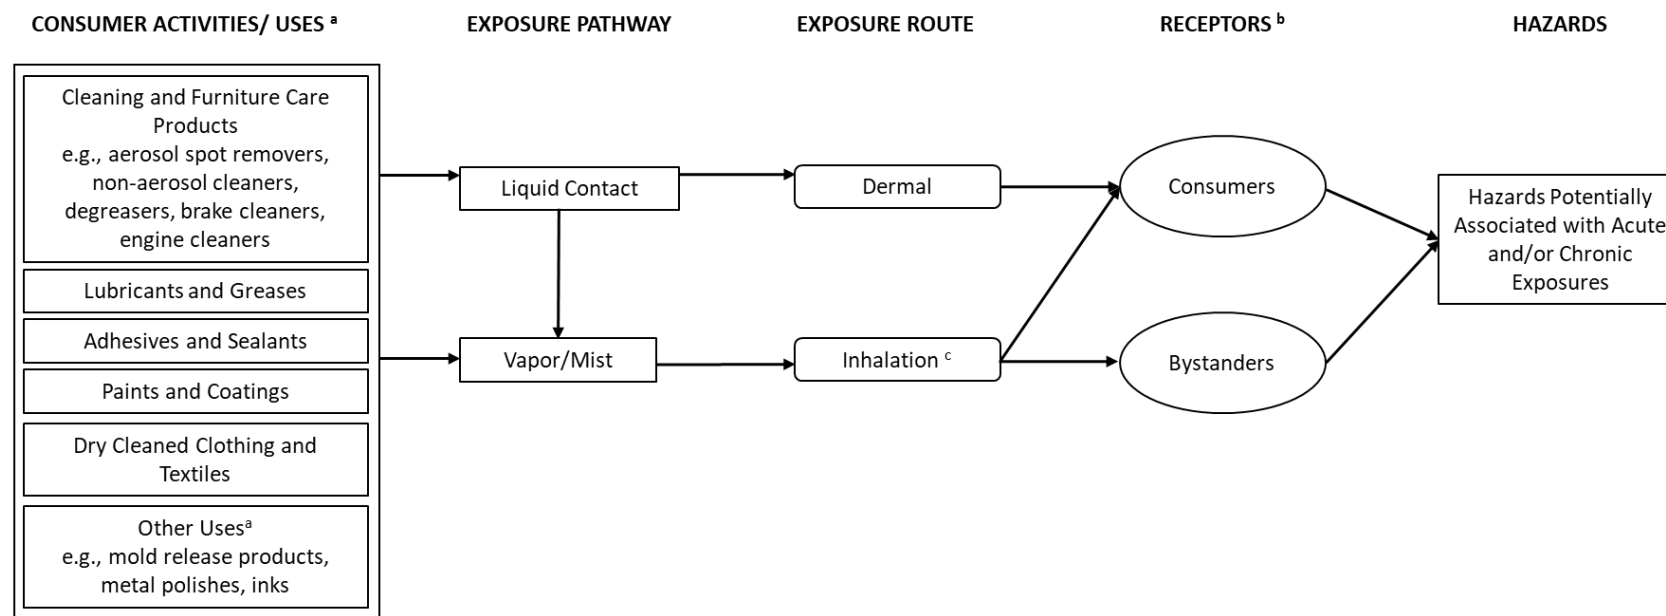 CONSUMER ACTIVITIES/ USES a
EXPOSURE PATHWAY
EXPOSURE ROUTE
RECEPTORS b
HAZARDS
Cleaning and Furniture Care
Products
e.g., aerosol spot removers,
non-aerosol cleaners,
degreasers, brake cleaners,
engine cleaners
Lubricants and Greases
Adhesives and Sealants
Paints and Coatings
Dry Cleaned Clothing and
Textiles
Other Usesa
e.g., mold release products,
metal polishes, inks
Liquid Contact
Vapor/Mist
Dermal
Inhalation c
Consumers
Bystanders
Hazards Potentially
Associated with Acute
and/or Chronic
Exposures